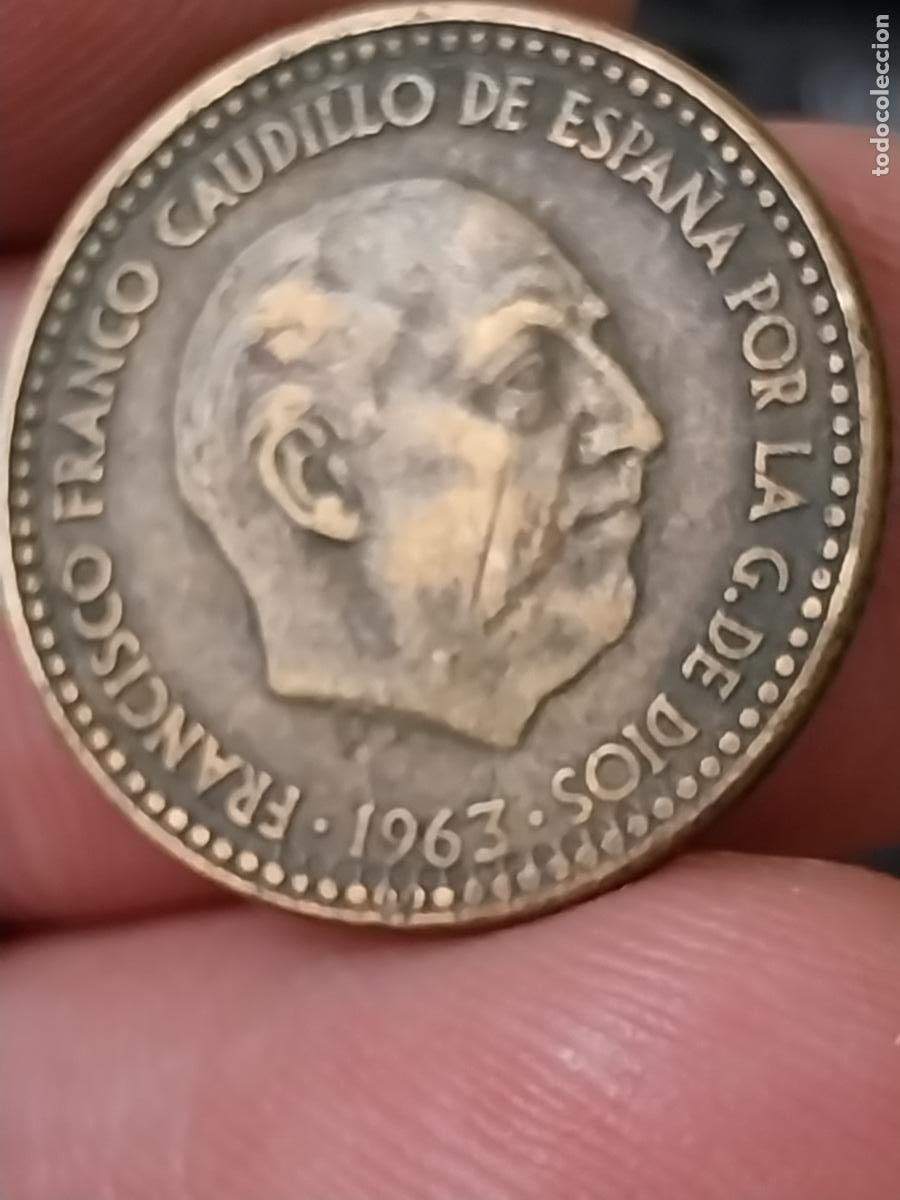 FRANCISCO FRANCO CAUDILLO DE ESPAÑA POR LA G. DE DIOS
· 1963 ·
todocoleccion